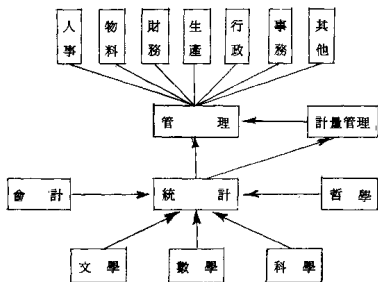 人事
物料
財務
生產
行政
事務
其他
管理
計量管理
會計
統計
哲學
文學
數學
科學